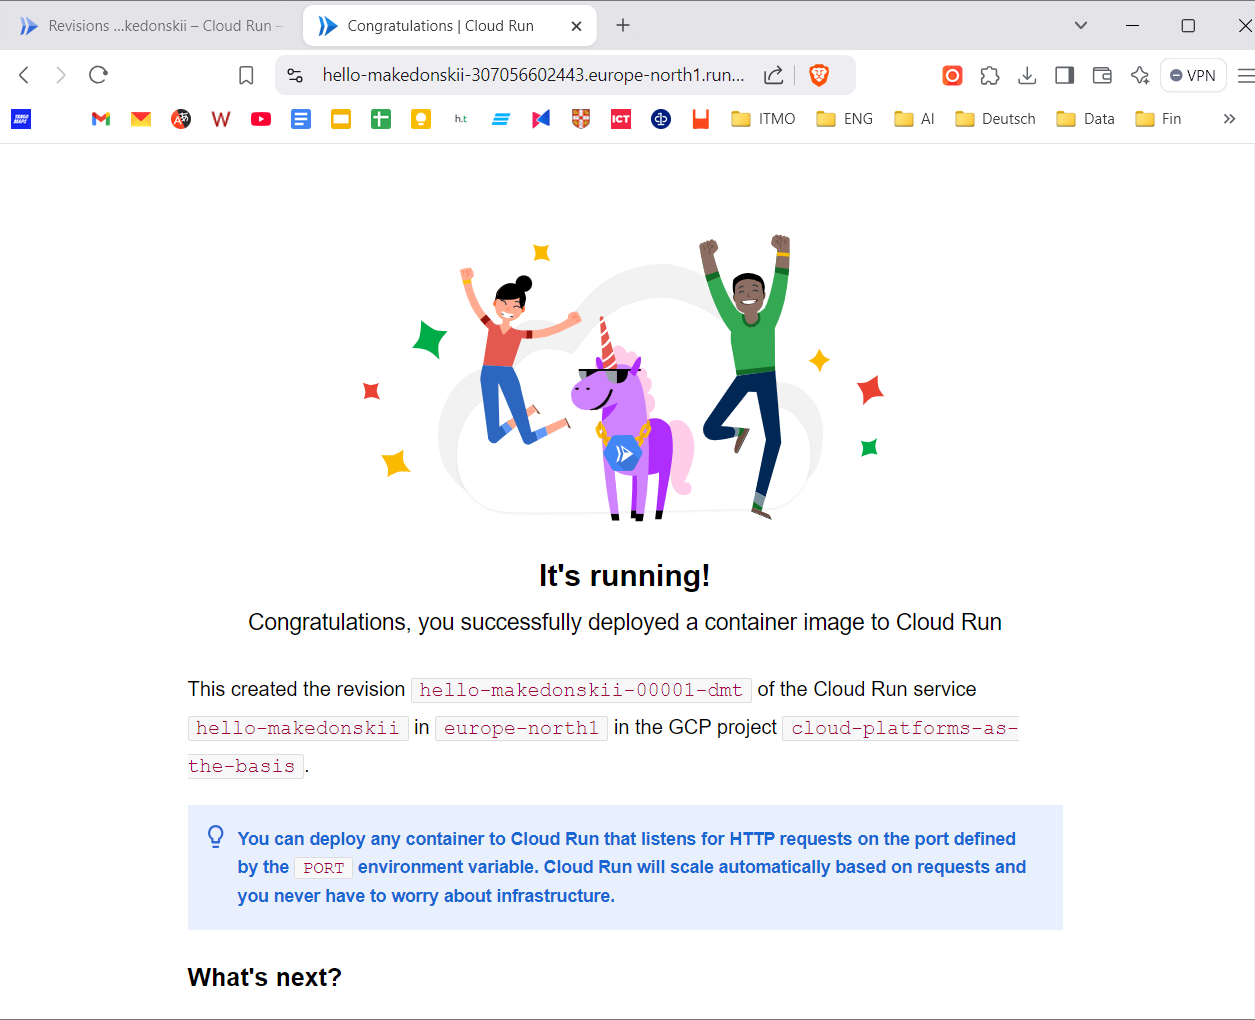 Revisions ...kedonskii – Cloud Run –
Congratulations | Cloud Run
hello-makedonskii-307056602443.europe-north1.run...
VPN
YANGO MAPS
h.t
ICT
ITMO
ENG
AI
Deutsch
Data
Fin
It's running!
Congratulations, you successfully deployed a container image to Cloud Run
This created the revision hello-makedonskii-00001-dmt of the Cloud Run service
hello-makedonskii in europe-north1 in the GCP project cloud-platforms-as-
the-basis.
You can deploy any container to Cloud Run that listens for HTTP requests on the port defined
by the PORT environment variable. Cloud Run will scale automatically based on requests and
you never have to worry about infrastructure.
What's next?